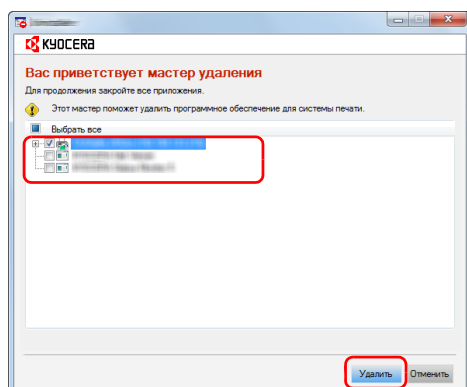 KYOCERA
Вас приветствует мастер удаления
Для продолжения закройте все приложения.
Этот мастер поможет удалить программное обеспечение для системы печати.
Выбрать все
Удалить
Отменить